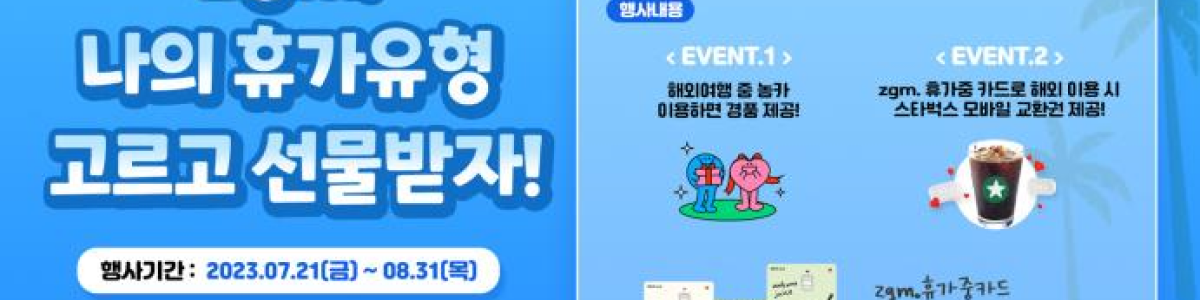 나의 휴가유형
고르고 선물받자!
행사기간 : 2023.07.21(금) ~ 08.31(목)
행사내용
< EVENT.1 >
해외여행 중 농카
이용하면 경품 제공!
< EVENT.2 >
zgm. 휴가중 카드로 해외 이용 시
스타벅스 모바일 교환권 제공!
zgm.휴가중카드